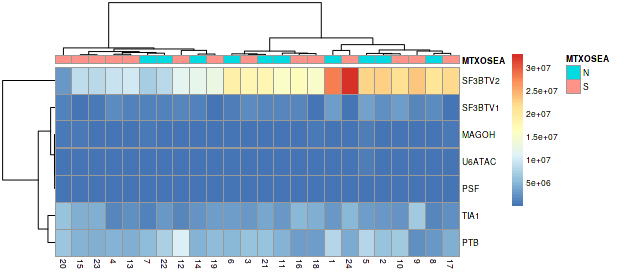 MTXOSEA
SF3BTV2
SF3BTV1
MAGOH
U6ATAC
PSF
TIA1
PTB
20 15 23 4 13 7 22 12 14 19 6 3 21 11 16 18 1 24 5 2 10 9 8 17
3e+07
2.5e+07
2e+07
1.5e+07
1e+07
5e+06
MTXOSEA
N
S